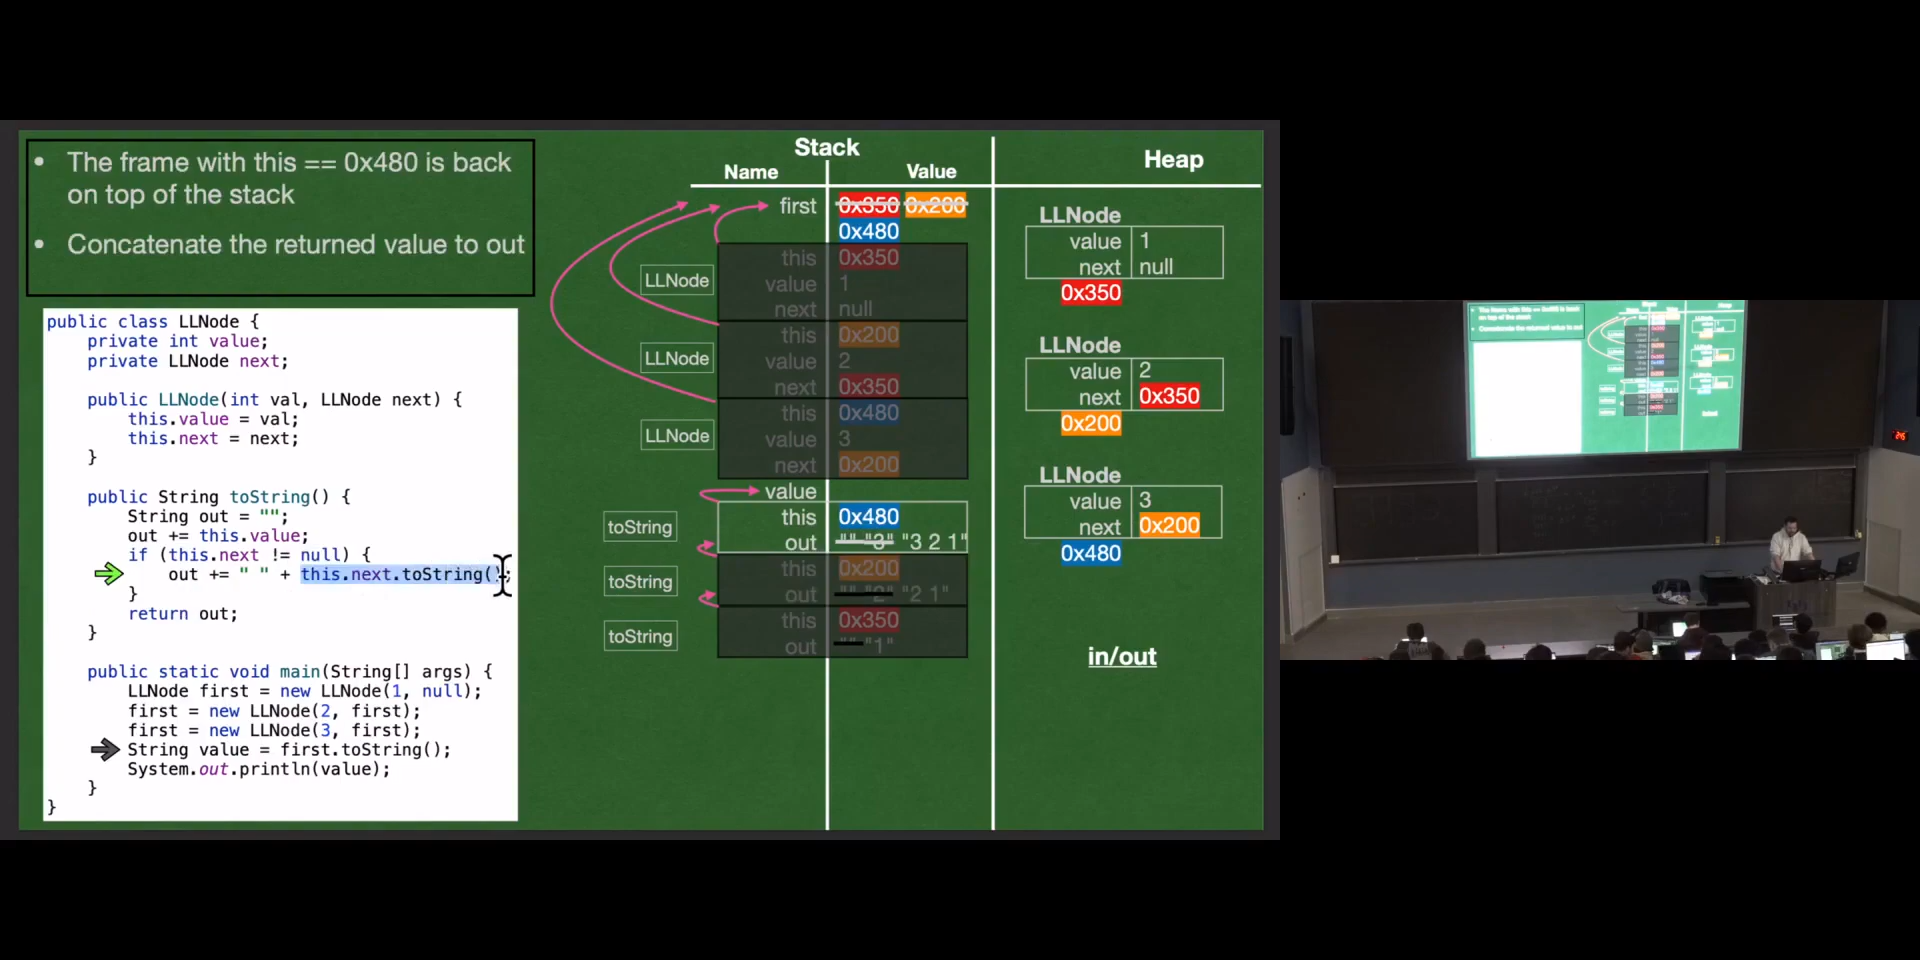 • The frame with this == 0x480 is back
on top of the stack
• Concatenate the returned value to out
public class LLNode {
private int value;
private LLNode next;
public LLNode(int val, LLNode next) {
this.value = val;
this.next = next;
}
public String toString() {
String out = "";
out += this.value;
if (this.next != null) {
out += " " + this.next.toString();
}
return out;
}
public static void main(String[] args) {
LLNode first = new LLNode(1, null);
first = new LLNode(2, first);
first = new LLNode(3, first);
String value = first.toString();
System.out.println(value);
}
}
Stack
Name Value
first 0x350 0x200
0x480
LLNode
this 0x350
value 1
next null
LLNode
this 0x200
value 2
next 0x350
LLNode
this 0x480
value 3
next 0x200
value
toString
this 0x480
out "" "3" "3 2 1"
toString
this 0x200
out "" "2" "2 1"
toString
this 0x350
out "" "1"
Heap
LLNode
value 1
next null
0x350
LLNode
value 2
next 0x350
0x200
LLNode
value 3
next 0x200
0x480
in/out